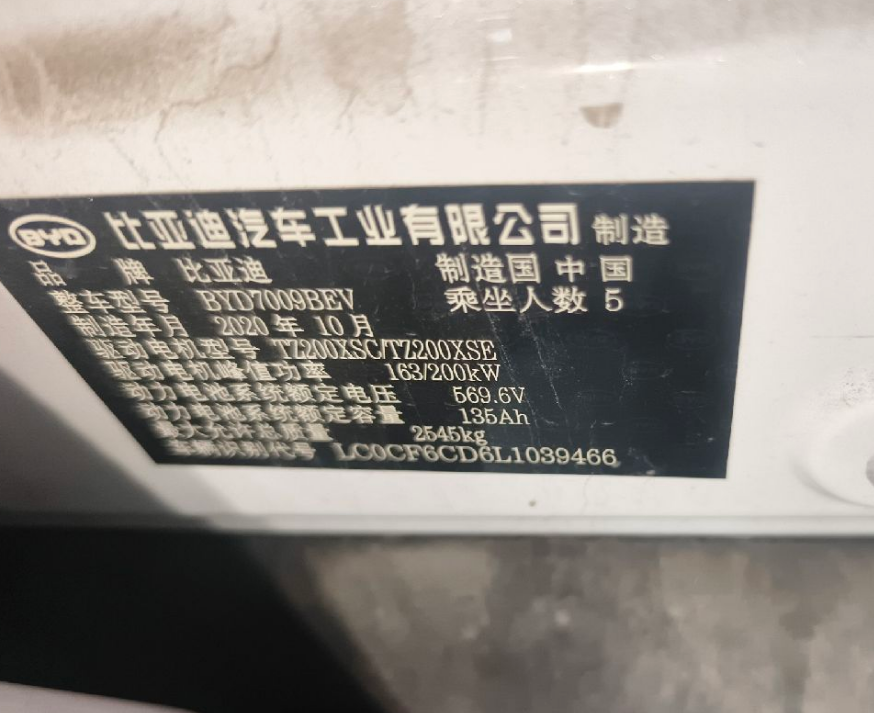 BYD 比亚迪汽车工业有限公司 制造
品 牌 比亚迪 制造国 中国
整车型号 BYD7009BEV 乘坐人数 5
制造年月 2020 年 10 月
驱动电机型号 TZ200XSC/TZ200XSE
驱动电机峰值功率 163/200kW
动力电池系统额定电压 569.6V
动力电池系统额定容量 135Ah
最大允许总质量 2545kg
车辆识别代号 LC0CF6CD6L1039466